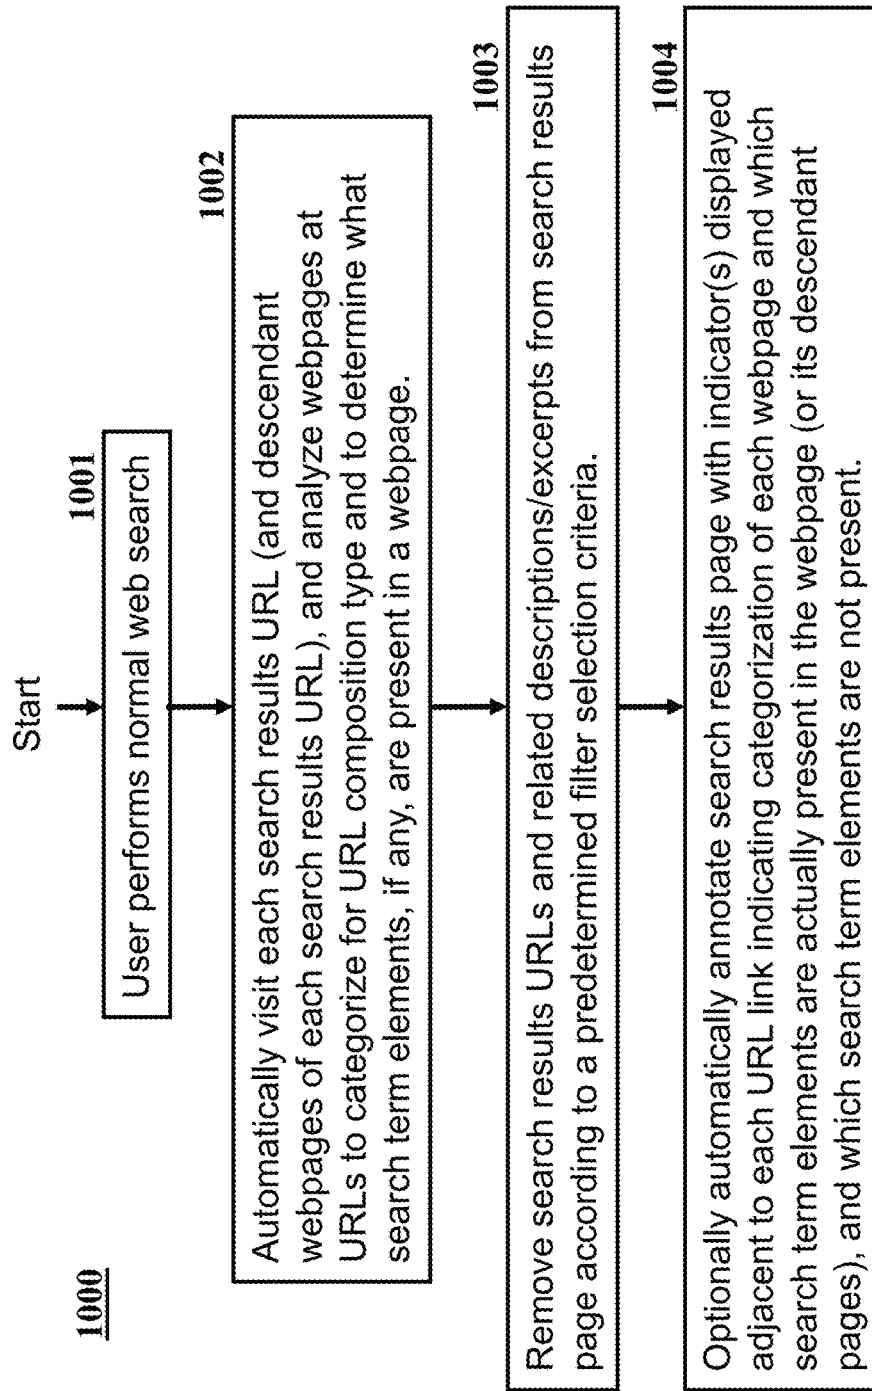 1000
Start
1001
User performs normal web search
1002
Automatically visit each search results URL (and descendant
webpages of each search results URL), and analyze webpages at
URLs to categorize for URL composition type and to determine what
search term elements, if any, are present in a webpage.
1003
Remove search results URLs and related descriptions/excerpts from search results
page according to a predetermined filter selection criteria.
1004
Optionally automatically annotate search results page with indicator(s) displayed
adjacent to each URL link indicating categorization of each webpage and which
search term elements are actually present in the webpage (or its descendant
pages), and which search term elements are not present.